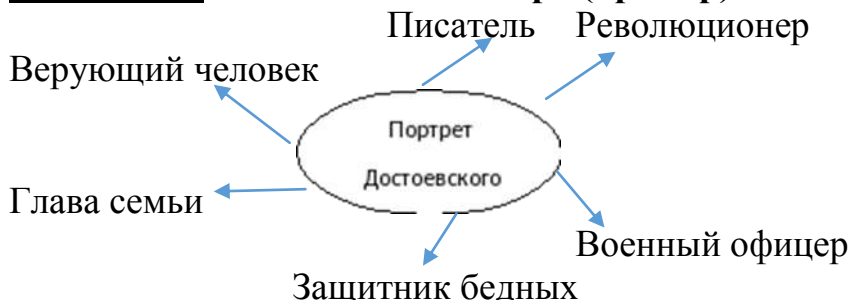 Писатель
Революционер
Верующий человек
Портрет
Достоевского
Глава семьи
Военный офицер
Защитник бедных